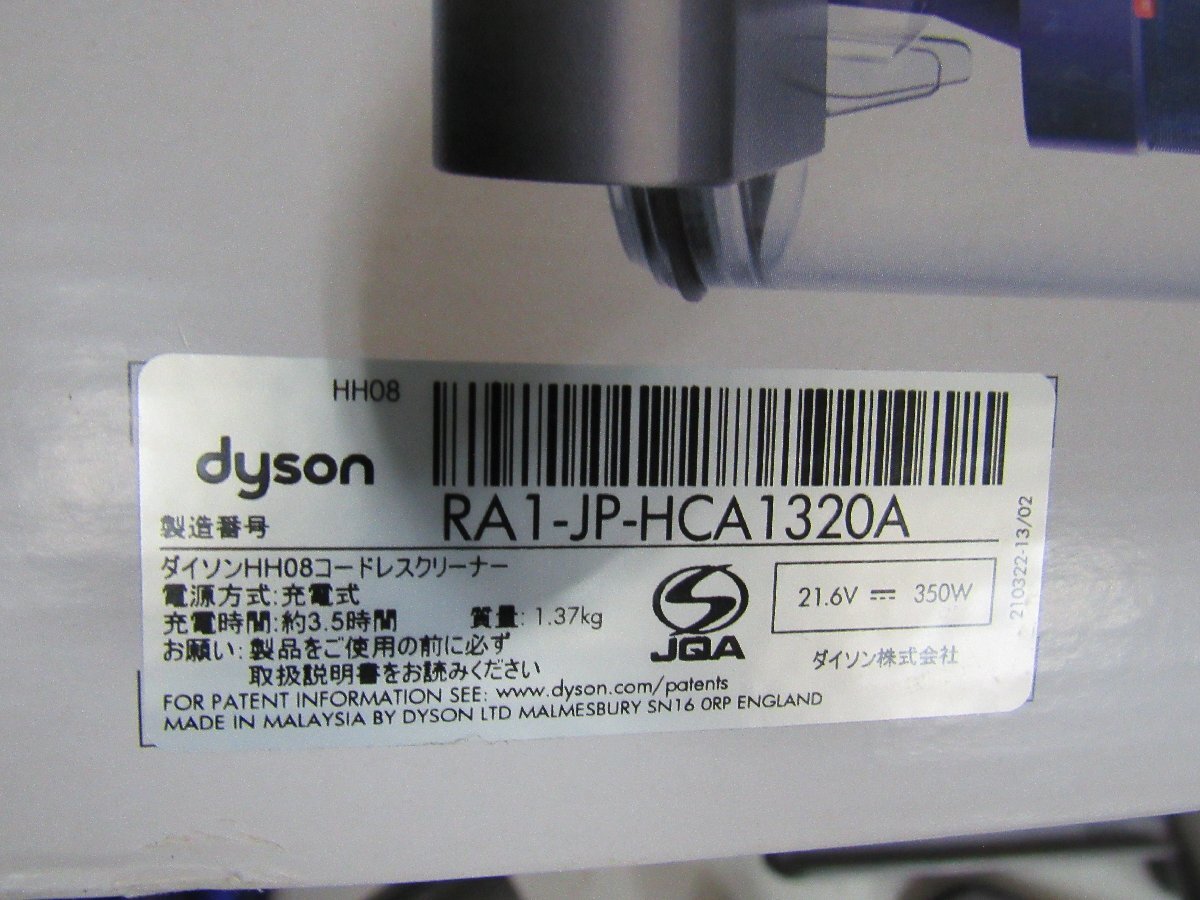 HH08
dyson
製造番号
RA1-JP-HCA1320A
ダイソンHH08コードレスクリーナー
電源方式:充電式
充電時間:約3.5時間 質量: 1.37kg
お願い: 製品をご使用の前に必ず
取扱説明書をお読みください
JQA
21.6V ⎓ 350W
ダイソン株式会社
210322-13/02
FOR PATENT INFORMATION SEE: www.dyson.com/patents
MADE IN MALAYSIA BY DYSON LTD MALMESBURY SN16 0RP ENGLAND